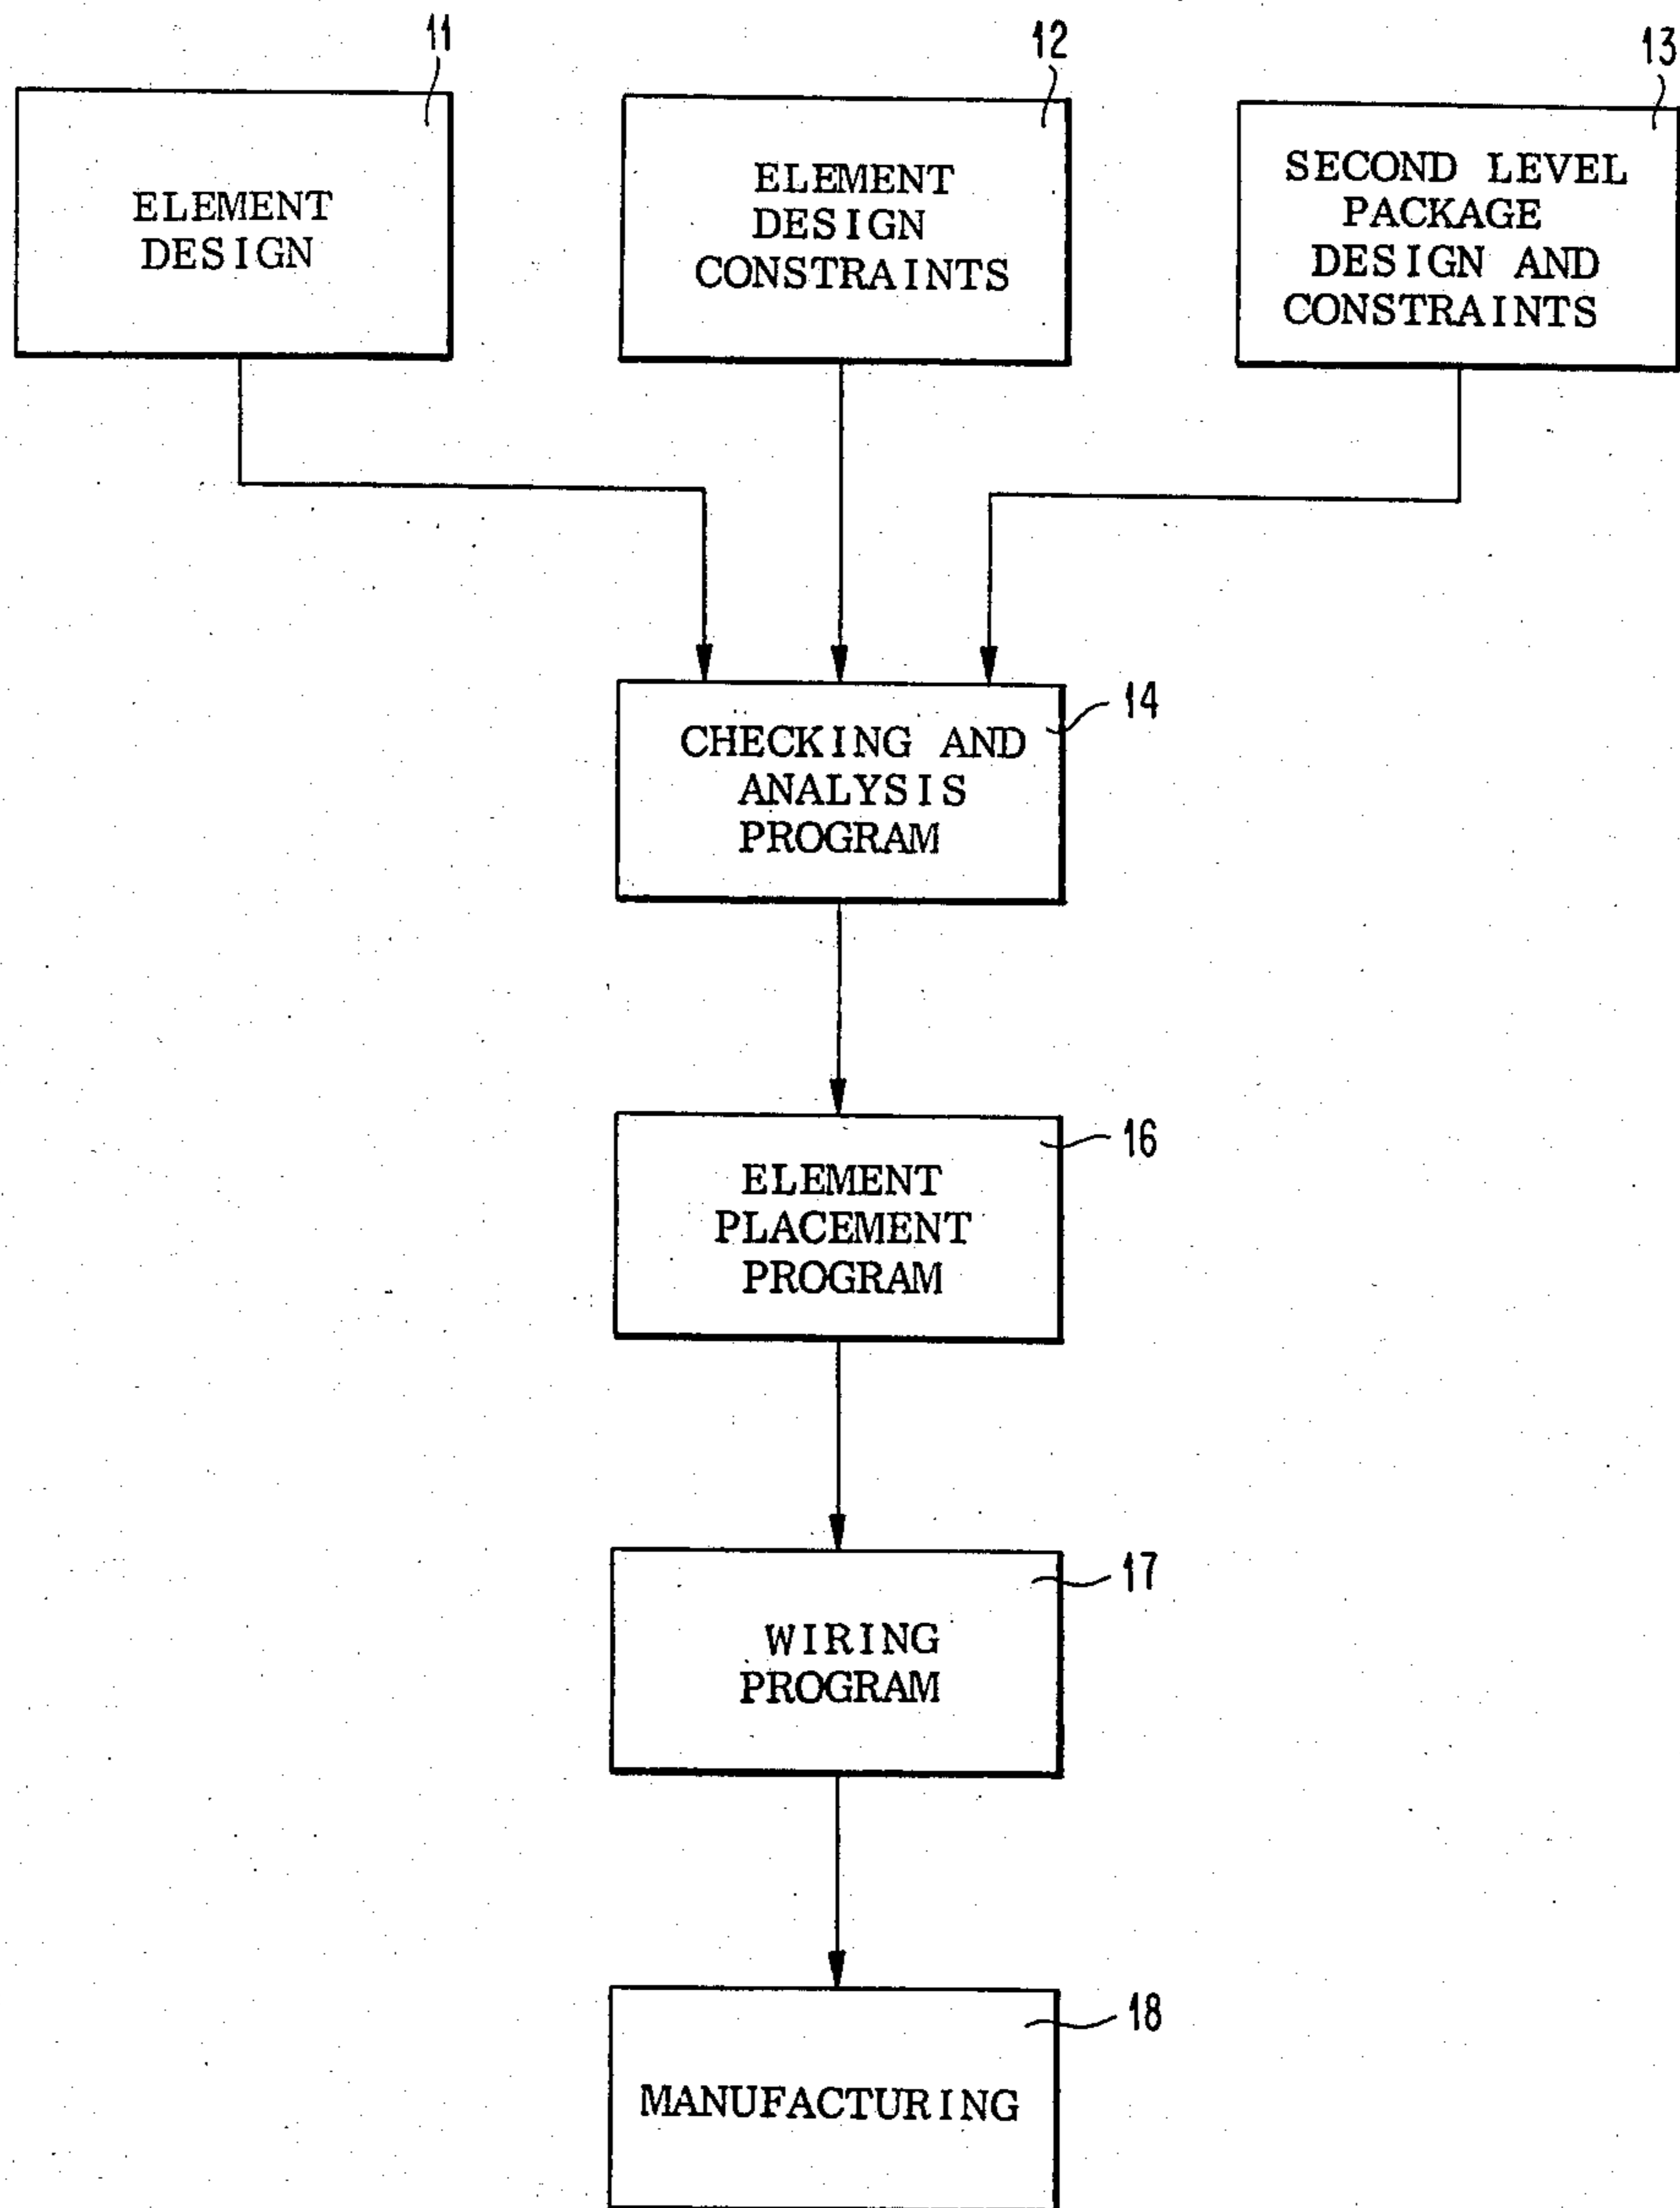 11
12
13
ELEMENT
DESIGN
ELEMENT
DESIGN
CONSTRAINTS
SECOND LEVEL
PACKAGE
DESIGN AND
CONSTRAINTS
14
CHECKING AND
ANALYSIS
PROGRAM
16
ELEMENT
PLACEMENT
PROGRAM
17
WIRING
PROGRAM
18
MANUFACTURING